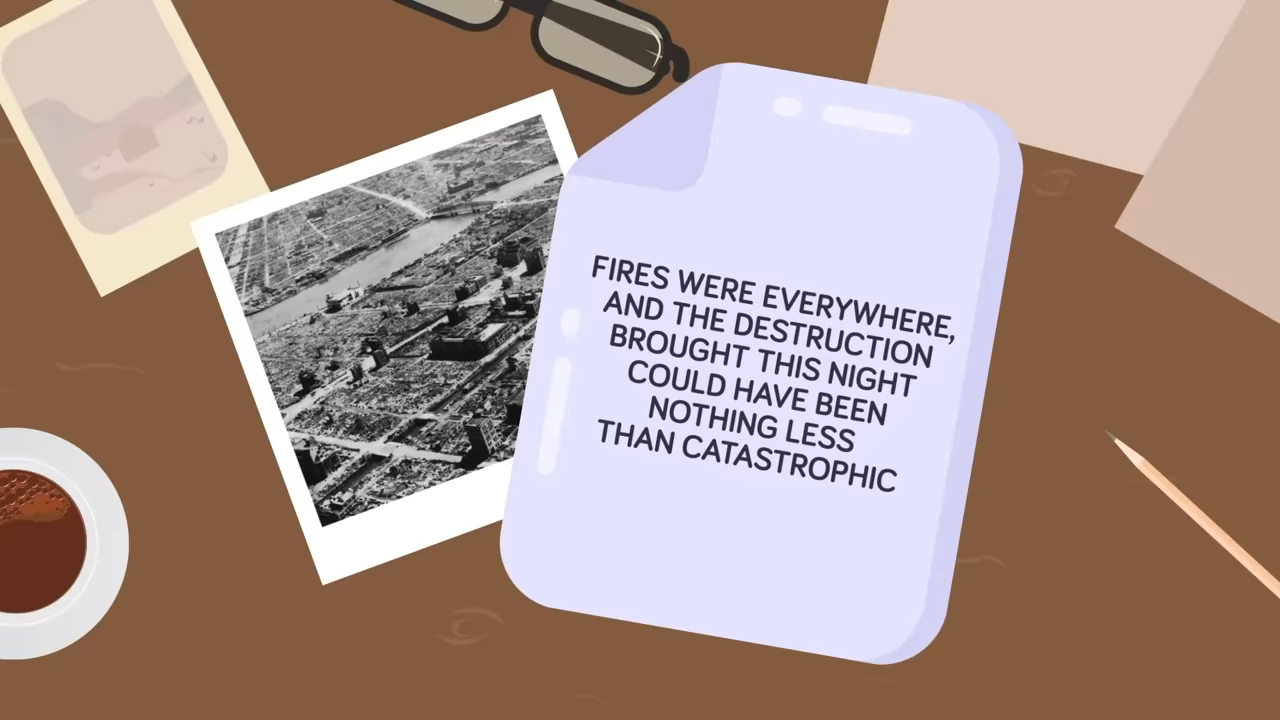 FIRES WERE EVERYWHERE,
AND THE DESTRUCTION
BROUGHT THIS NIGHT
COULD HAVE BEEN
NOTHING LESS
THAN CATASTROPHIC